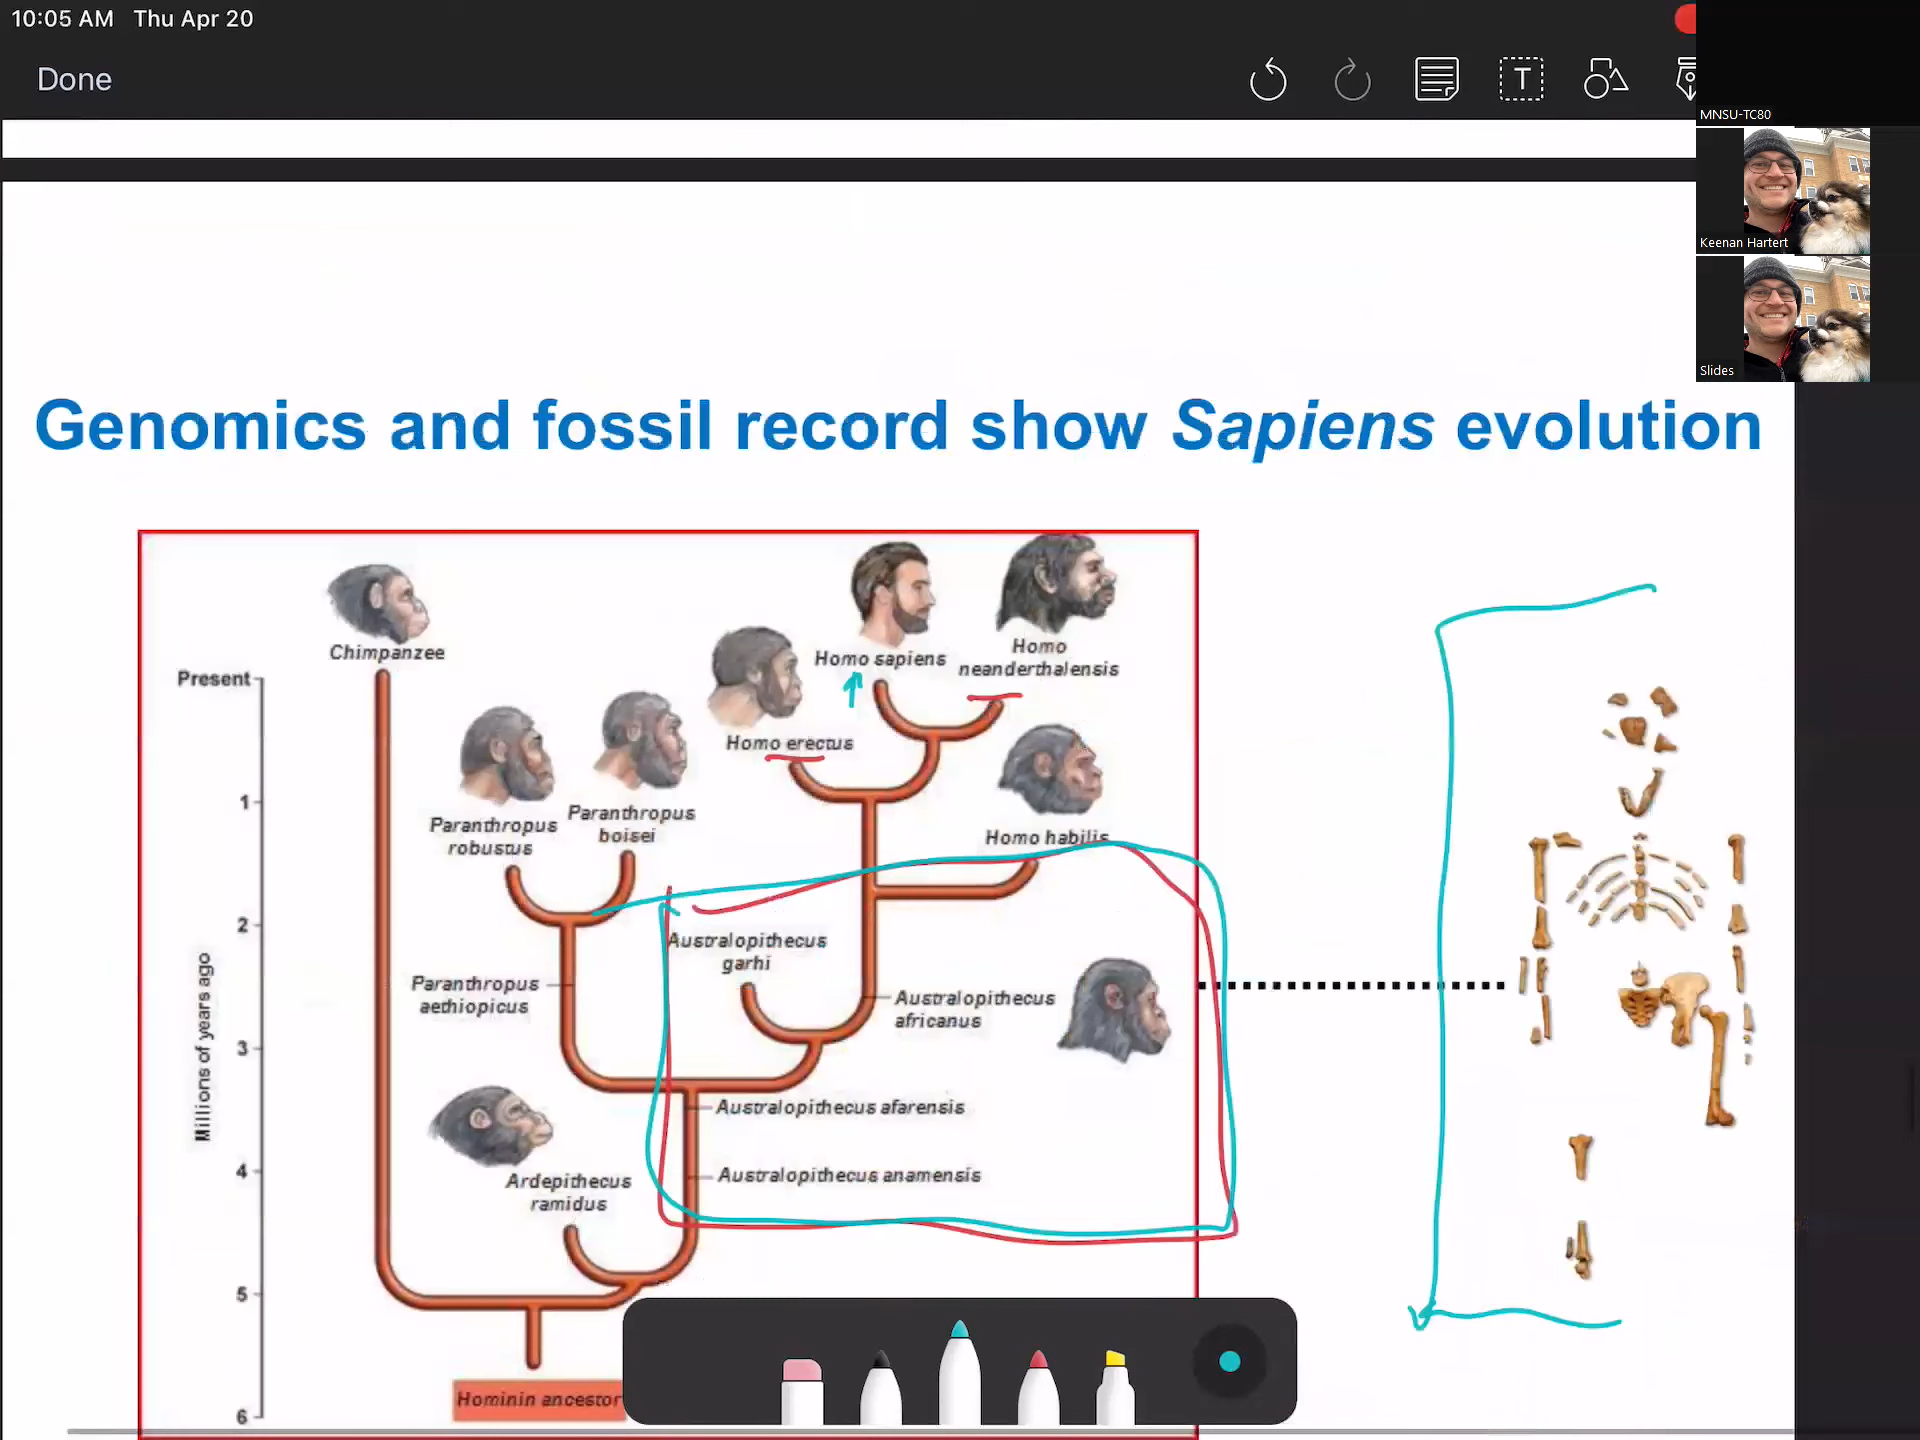 10:05 AM Thu Apr 20
Done
T
MNSU-TC80
Keenan Hartert
Slides
Genomics and fossil record show Sapiens evolution
Chimpanzee
Homo sapiens
Homo
neanderthalensis
Present
Homo erectus
Paranthropus
robustus
Paranthropus
boisei
Homo habilis
1
2
3
4
5
6
Millions of years ago
Australopithecus
garhi
Paranthropus
aethiopicus
Australopithecus
africanus
Australopithecus afarensis
Australopithecus anamensis
Ardepithecus
ramidus
Hominin ancestor